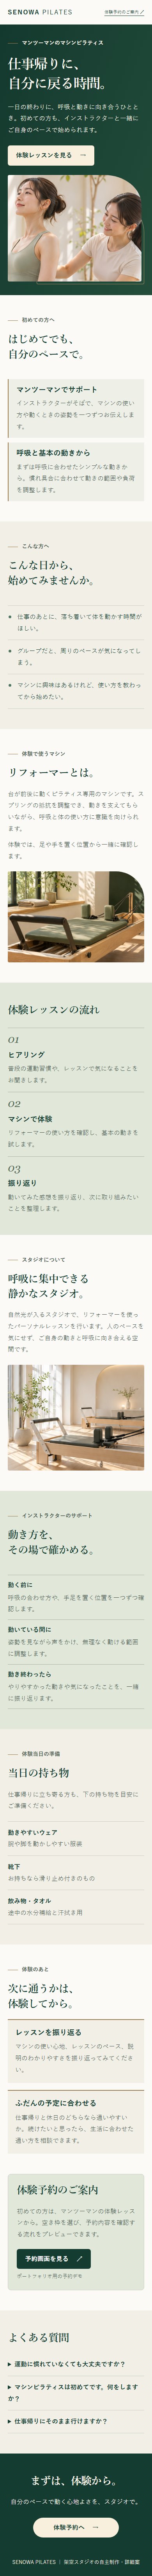 SENOWA PILATES
体験予約のご案内 ↗
マンツーマンのマシンピラティス
仕事帰りに、
自分に戻る時間。
一日の終わりに、呼吸と動きに向き合うひとと
き。初めての方も、インストラクターと一緒に
ご自身のペースで始められます。
体験レッスンを見る →
初めての方へ
はじめてでも、
自分のペースで。
マンツーマンでサポート
インストラクターがそばで、マシンの使い
方や動くときの姿勢を一つずつお伝えしま
す。
呼吸と基本の動きから
まずは呼吸に合わせたシンプルな動きか
ら。慣れ具合に合わせて動きの範囲や負荷
を調整します。
こんな方へ
こんな日から、
始めてみませんか。
仕事のあとに、落ち着いて体を動かす時間が
ほしい。
グループだと、周りのペースが気になってし
まう。
マシンに興味はあるけれど、使い方を教わっ
てから始めたい。
体験で使うマシン
リフォーマーとは。
台が前後に動くピラティス専用のマシンです。ス
プリングの抵抗を調整でき、動きを支えてもら
いながら、呼吸と体の使い方に意識を向けられ
ます。
体験では、足や手を置く位置から一緒に確認し
ます。
体験レッスンの流れ
01
ヒアリング
普段の運動習慣や、レッスンで気になることを
お聞きします。
02
マシンで体験
リフォーマーの使い方を確認し、基本の動きを
試します。
03
振り返り
動いてみた感想を振り返り、次に取り組みたい
ことを整理します。
スタジオについて
呼吸に集中できる
静かなスタジオ。
自然光が入るスタジオで、リフォーマーを使っ
たパーソナルレッスンを行います。人のペースを
気にせず、ご自身の動きと呼吸に向き合える空
間です。
インストラクターのサポート
動き方を、
その場で確かめる。
動く前に
呼吸の合わせ方や、手足を置く位置を一つずつ確
認します。
動いている間に
姿勢を見ながら声をかけ、無理なく動ける範囲
に調整します。
動き終わったら
やりやすかった動きや気になったことを、一緒
に振り返ります。
体験当日の準備
当日の持ち物
仕事帰りに立ち寄る方も、下の持ち物を目安に
ご準備ください。
動きやすいウェア
腕や脚を動かしやすい服装
靴下
お持ちなら滑り止め付きのもの
飲み物・タオル
途中の水分補給と汗拭き用
体験のあと
次に通うかは、
体験してから。
レッスンを振り返る
マシンの使い心地、レッスンのペース、説
明のわかりやすさを振り返ってみてくださ
い。
ふだんの予定に合わせる
仕事帰りと休日のどちらなら通いやすい
か。続けたいと思ったら、生活に合わせた
通い方を相談できます。
体験予約のご案内
初めての方は、マンツーマンの体験レッス
ンから。空き枠を選び、予約内容を確認す
る流れをプレビューできます。
予約画面を見る ↗
ポートフォリオ用の予約デモ
よくある質問
▶ 運動に慣れていなくても大丈夫ですか？
▶ マシンピラティスは初めてです。何をします
か？
▶ 仕事帰りにそのまま行けますか？
まずは、体験から。
自分のペースで動く心地よさを、スタジオで。
体験予約へ →
SENOWA PILATES ｜ 架空スタジオの自主制作・詳細案